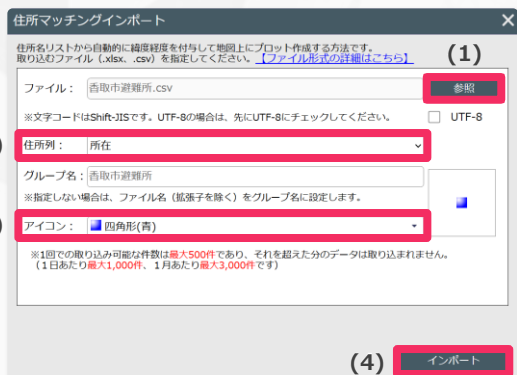 住所マッチングインポート
住所名リストから自動的に緯度経度を付与して地図上にプロット作成する方法です。
取り込むファイル（.xlsx、.csv）を指定してください。【ファイル形式の詳細はこちら】
(1)
ファイル： 香取市避難所.csv 参照
※文字コードはShift-JISです。UTF-8の場合は、先にUTF-8にチェックしてください。 UTF-8
住所列： 所在
グループ名： 香取市避難所
※指定しない場合は、ファイル名（拡張子を除く）をグループ名に設定します。
アイコン： 四角形(青)
※1回での取り込み可能な件数は最大500件であり、それを超えた分のデータは取り込まれません。
（１日あたり最大1,000件、１月あたり最大3,000件です）
(4) インポート